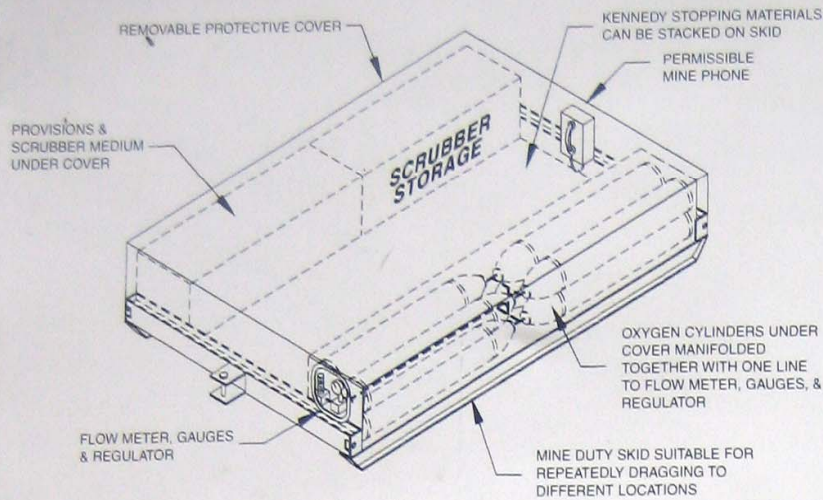 REMOVABLE PROTECTIVE COVER
KENNEDY STOPPING MATERIALS
CAN BE STACKED ON SKID
PERMISSIBLE
MINE PHONE
PROVISIONS &
SCRUBBER MEDIUM
UNDER COVER
SCRUBBER
STORAGE
OXYGEN CYLINDERS UNDER
COVER MANIFOLDED
TOGETHER WITH ONE LINE
TO FLOW METER, GAUGES, &
REGULATOR
FLOW METER, GAUGES
& REGULATOR
MINE DUTY SKID SUITABLE FOR
REPEATEDLY DRAGGING TO
DIFFERENT LOCATIONS